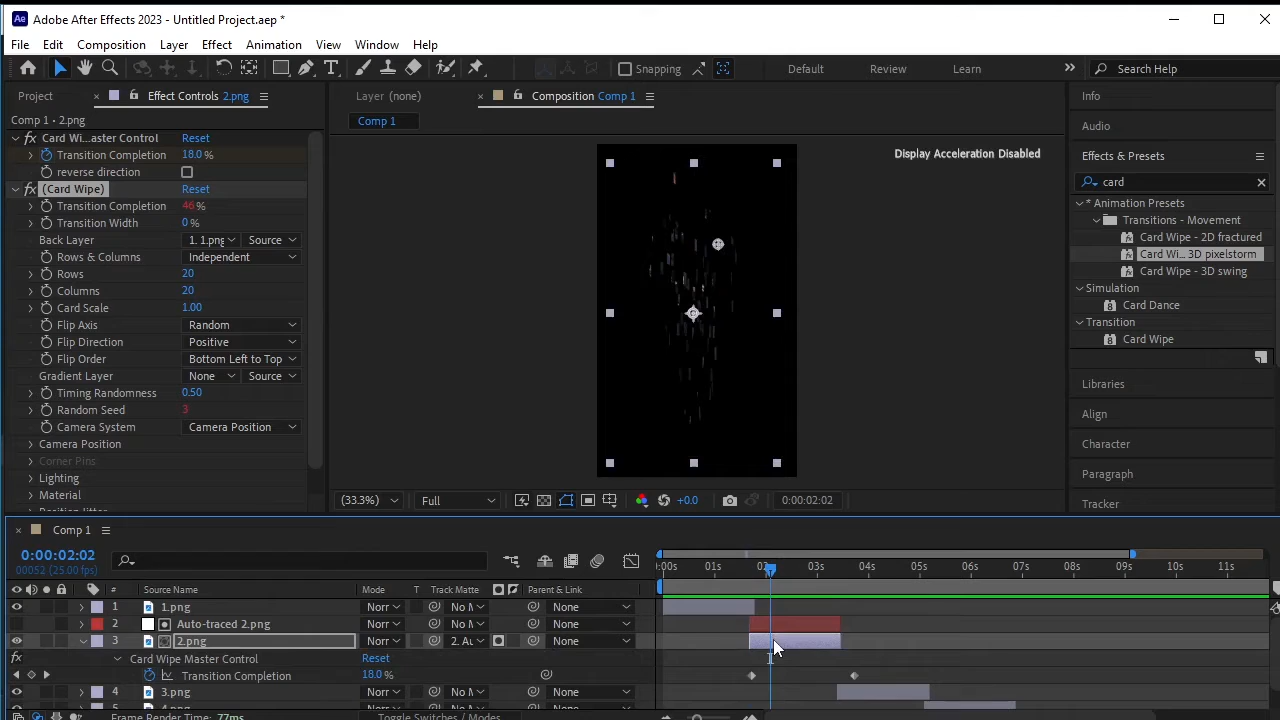 Adobe After Effects 2023 - Untitled Project.aep *
File Edit Composition Layer Effect Animation View Window Help
Snapping Default Review Learn Search Help
Project Effect Controls 2.png Layer (none) Composition Comp 1 Info
Comp 1 • 2.png Comp 1 Audio
Card Wi...aster Control Reset
Transition Completion 18.0 %
reverse direction
(Card Wipe) Reset
Transition Completion 46 %
Transition Width 0 %
Back Layer 1. 1.png Source
Rows & Columns Independent
Rows 20
Columns 20
Card Scale 1.00
Flip Axis Random
Flip Direction Positive
Flip Order Bottom Left to Top
Gradient Layer None Source
Timing Randomness 0.50
Random Seed 3
Camera System Camera Position
Camera Position
Corner Pins
Lighting
Material
Display Acceleration Disabled
(33.3%) Full +0.0 0:00:02:02
Effects & Presets
card
* Animation Presets
Transitions - Movement
Card Wipe - 2D fractured
Card Wi... 3D pixelstorm
Card Wipe - 3D swing
Simulation
Card Dance
Transition
Card Wipe
Libraries
Align
Character
Paragraph
Tracker
Comp 1
0:00:02:02
00052 (25.00 fps)
:00s 01s 02 03s 04s 05s 06s 07s 08s 09s 10s 11s
# Source Name Mode T Track Matte Parent & Link
1 1.png Norr No M None
2 Auto-traced 2.png Norr No M None
3 2.png Norr 2. Au None
Card Wipe Master Control Reset
Transition Completion 18.0 %
4 3.png Norr No M None
Frame Render Time: 77ms Toggle Switches / Modes